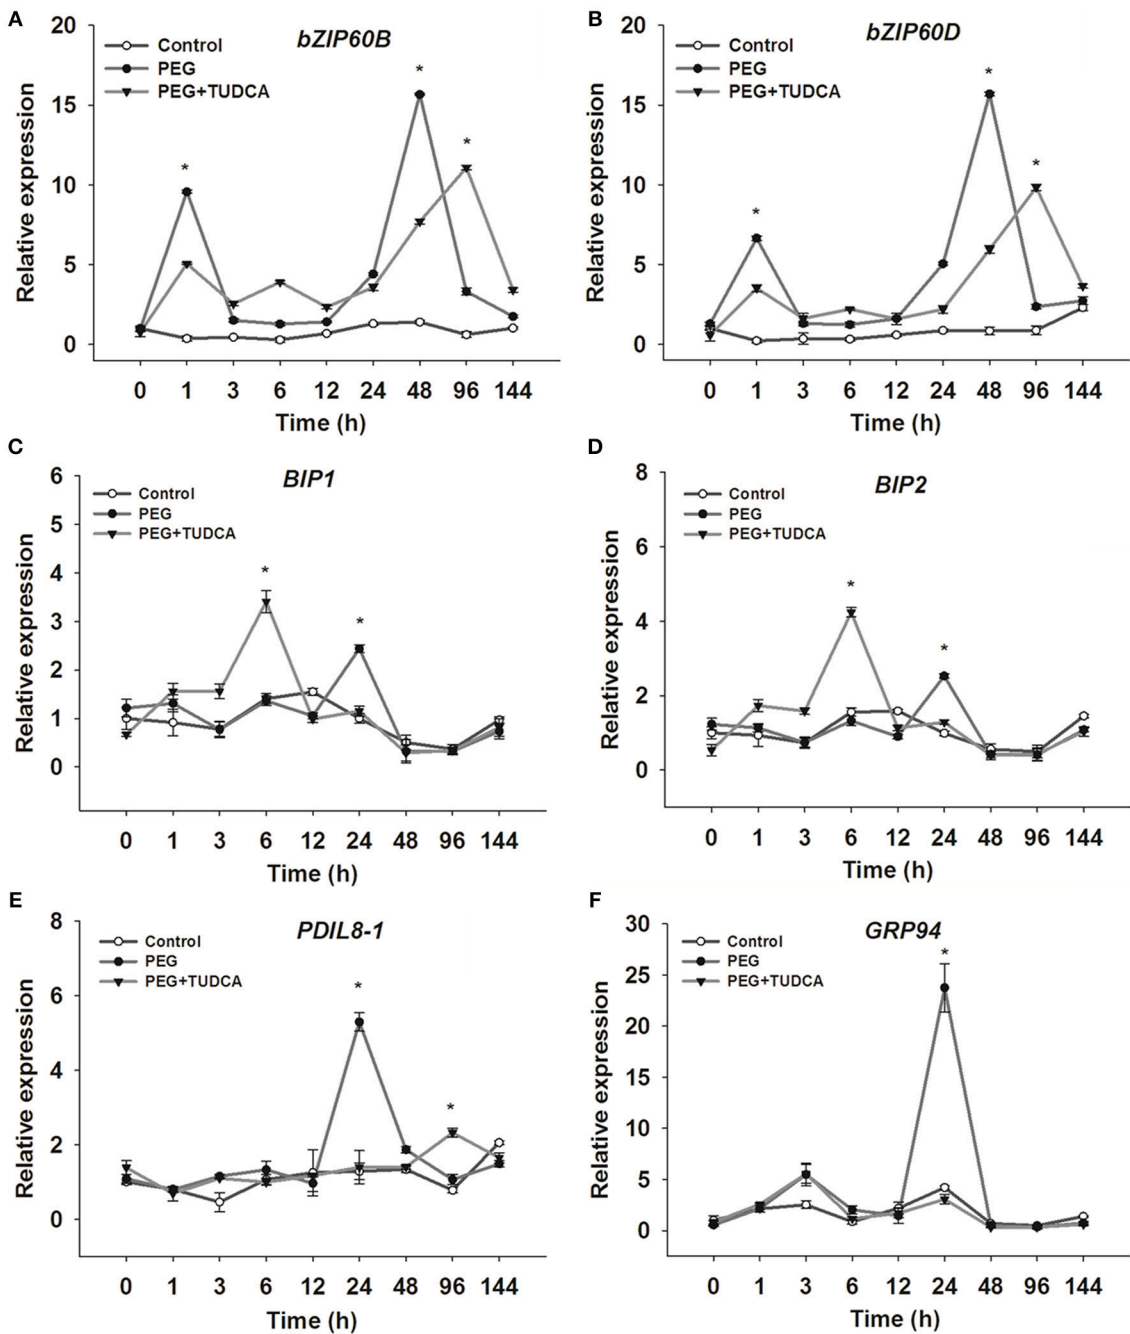 A
bZIP60B
Control
PEG
PEG+TUDCA
20
15
10
5
0
Relative expression
* * *
0 1 3 6 12 24 48 96 144
Time (h)
B
bZIP60D
Control
PEG
PEG+TUDCA
20
15
10
5
0
Relative expression
* * *
0 1 3 6 12 24 48 96 144
Time (h)
C
BIP1
Control
PEG
PEG+TUDCA
6
5
4
3
2
1
0
Relative expression
* *
0 1 3 6 12 24 48 96 144
Time (h)
D
BIP2
Control
PEG
PEG+TUDCA
8
6
4
2
0
Relative expression
* *
0 1 3 6 12 24 48 96 144
Time (h)
E
PDIL8-1
Control
PEG
PEG+TUDCA
8
6
4
2
0
Relative expression
* *
0 1 3 6 12 24 48 96 144
Time (h)
F
GRP94
Control
PEG
PEG+TUDCA
30
25
20
15
10
5
0
Relative expression
*
0 1 3 6 12 24 48 96 144
Time (h)